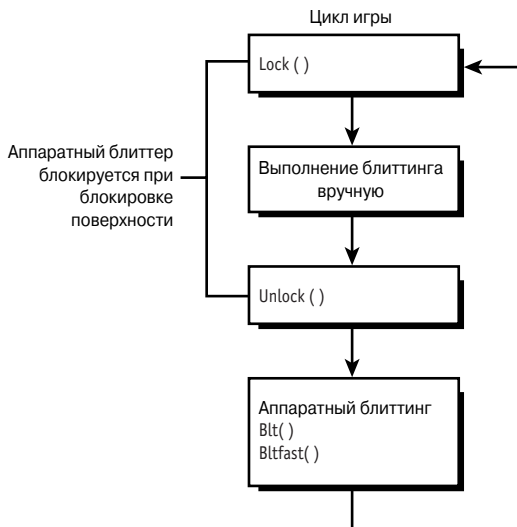 Цикл игры
Lock ( )
Аппаратный блиттер
блокируется при
блокировке
поверхности
Выполнение блиттинга
вручную
Unlock ( )
Аппаратный блиттинг
Blt( )
Bltfast( )